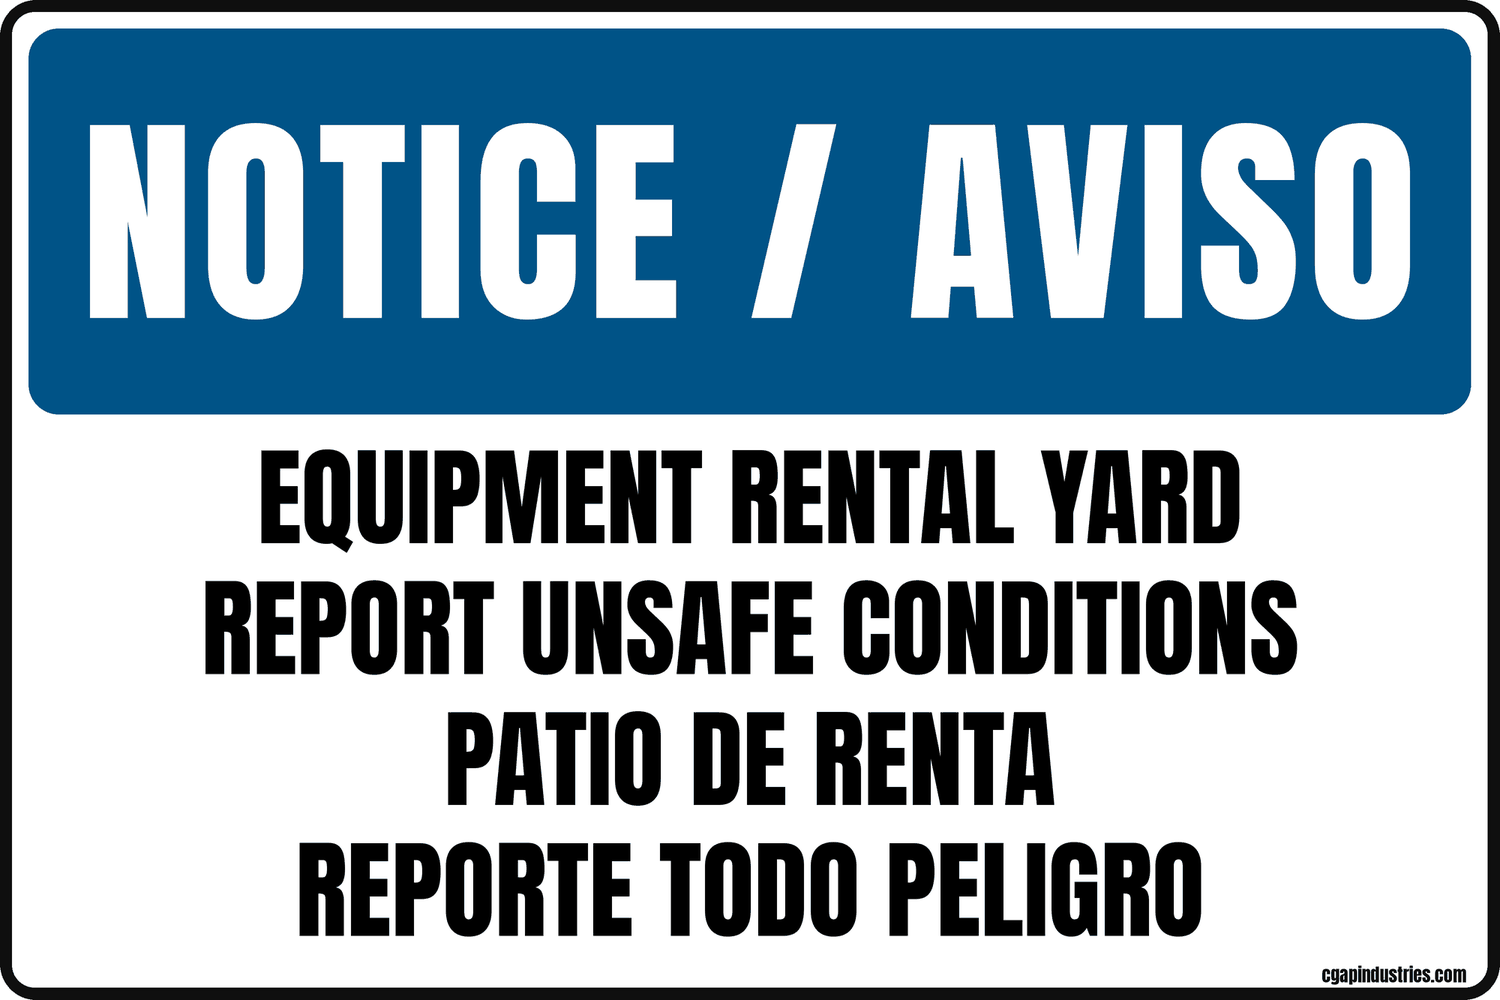 NOTICE / AVISO
EQUIPMENT RENTAL YARD
REPORT UNSAFE CONDITIONS
PATIO DE RENTA
REPORTE TODO PELIGRO
cgapindustries.com